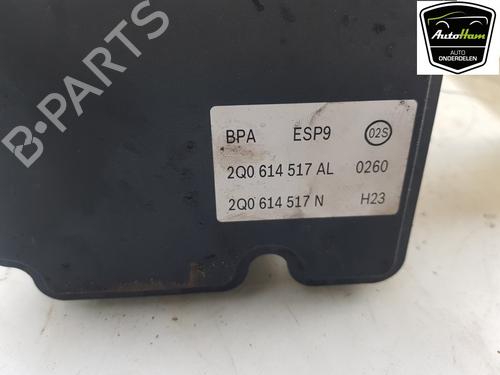 AutoHam
AUTO
ONDERDELEN
B-PARTS
BPA ESP9 02S
2Q0 614 517 AL 0260
2Q0 614 517 N H23